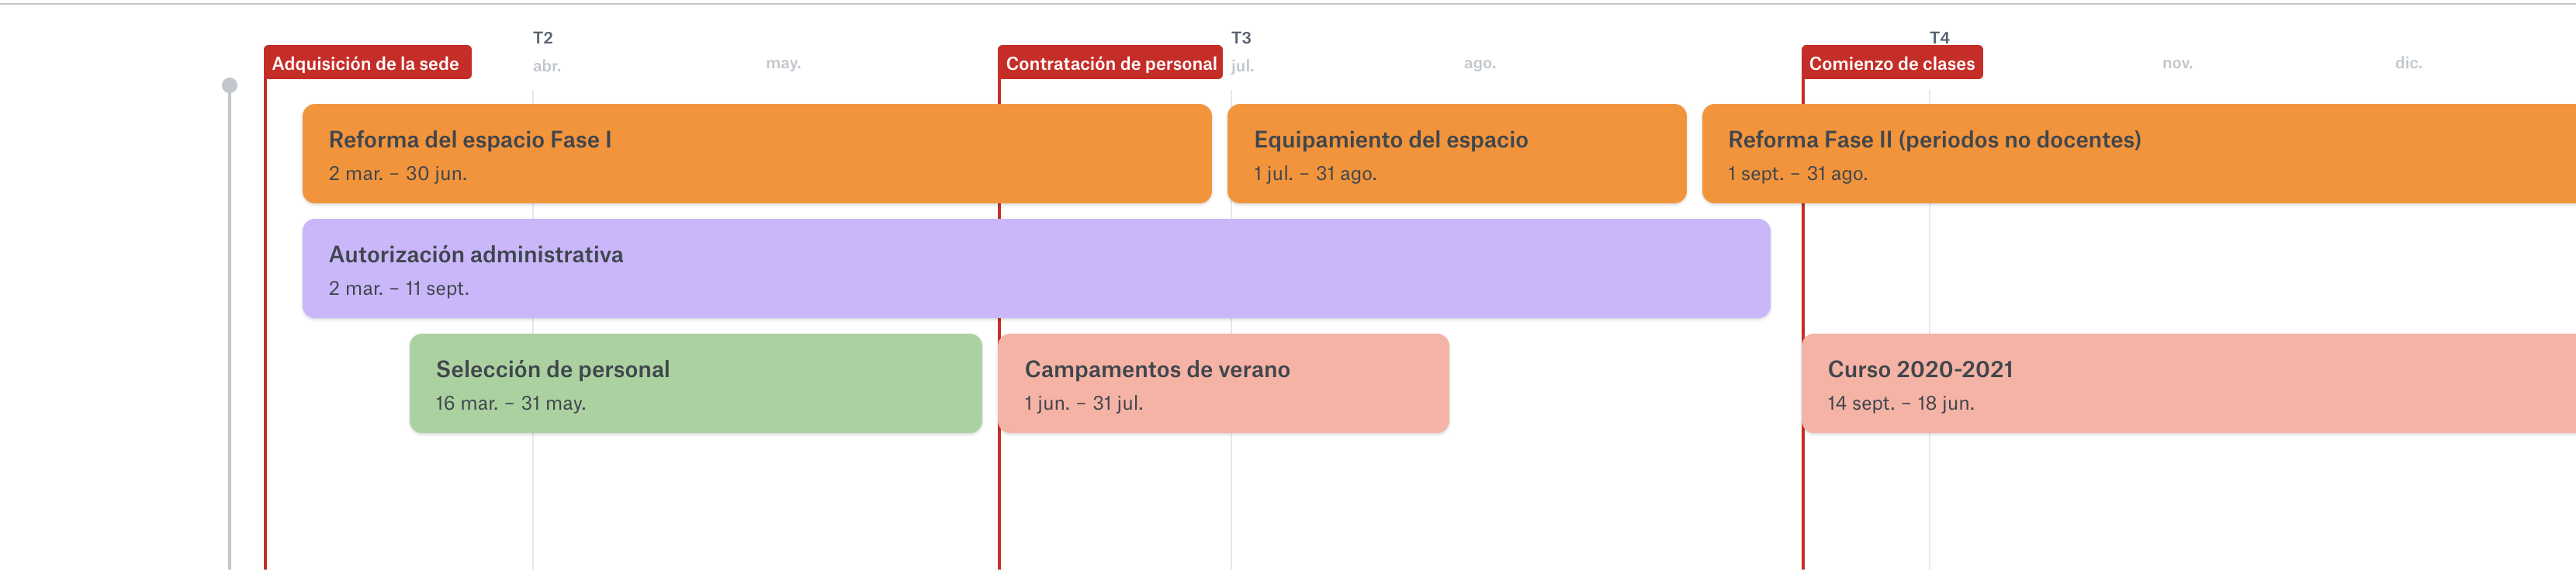 T2
T3
T4
Adquisición de la sede
abr.
may.
Contratación de personal
jul.
ago.
Comienzo de clases
nov.
dic.
Reforma del espacio Fase I
2 mar. – 30 jun.
Equipamiento del espacio
1 jul. – 31 ago.
Reforma Fase II (periodos no docentes)
1 sept. – 31 ago.
Autorización administrativa
2 mar. – 11 sept.
Selección de personal
16 mar. – 31 may.
Campamentos de verano
1 jun. – 31 jul.
Curso 2020-2021
14 sept. – 18 jun.